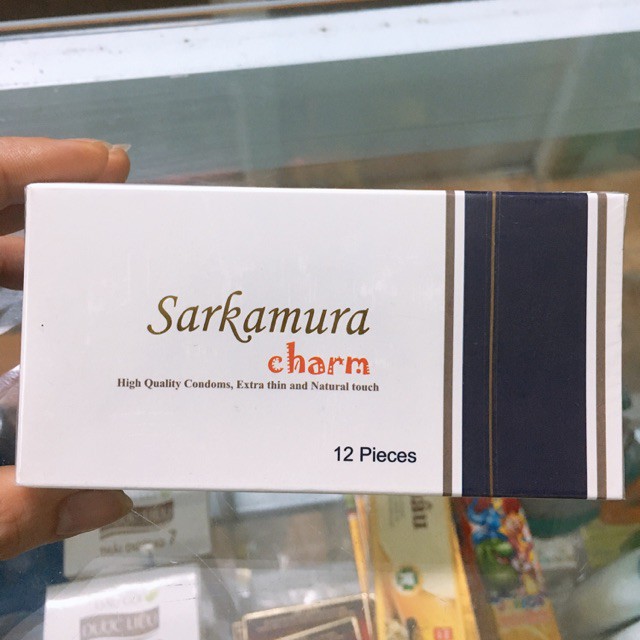 Sarkamura
charm
High Quality Condoms, Extra thin and Natural touch
12 Pieces